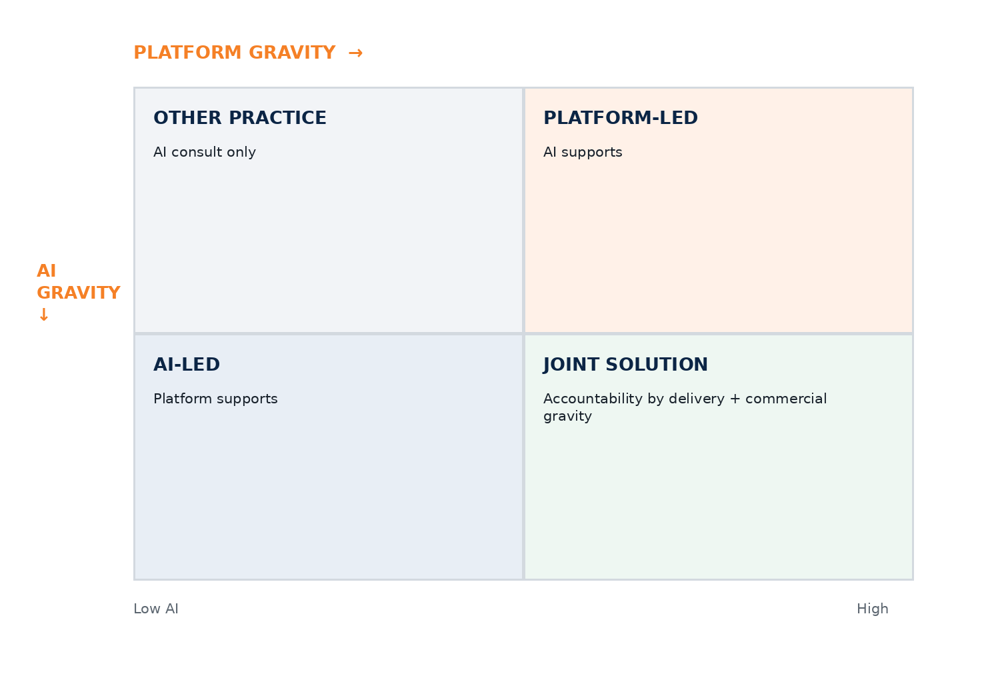 PLATFORM GRAVITY →
OTHER PRACTICE
AI consult only
PLATFORM-LED
AI supports
AI
GRAVITY
↓
AI-LED
Platform supports
JOINT SOLUTION
Accountability by delivery + commercial
gravity
Low AI
High